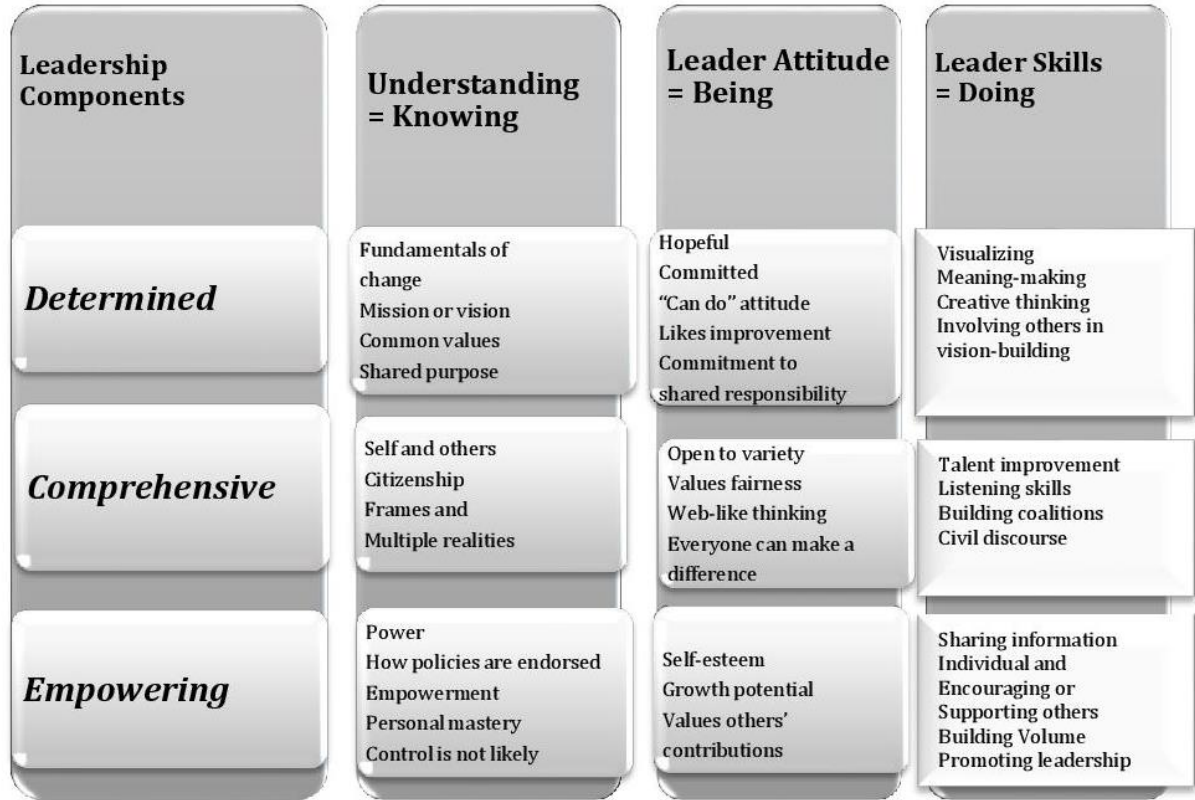 Leadership
Components
Understanding
= Knowing
Leader Attitude
= Being
Leader Skills
= Doing
Determined
Fundamentals of
change
Mission or vision
Common values
Shared purpose
Hopeful
Committed
“Can do” attitude
Likes improvement
Commitment to
shared responsibility
Visualizing
Meaning-making
Creative thinking
Involving others in
vision-building
Comprehensive
Self and others
Citizenship
Frames and
Multiple realities
Open to variety
Values fairness
Web-like thinking
Everyone can make a
difference
Talent improvement
Listening skills
Building coalitions
Civil discourse
Empowering
Power
How policies are endorsed
Empowerment
Personal mastery
Control is not likely
Self-esteem
Growth potential
Values others’
contributions
Sharing information
Individual and
Encouraging or
Supporting others
Building Volume
Promoting leadership